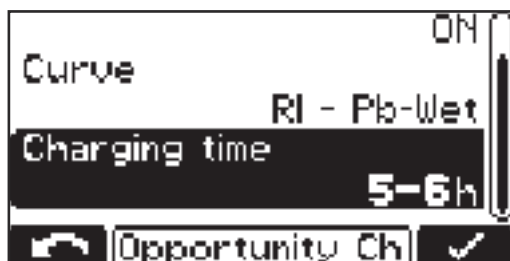 ON
Curve
RI - Pb-Wet
Charging time
5-6h
Opportunity Ch